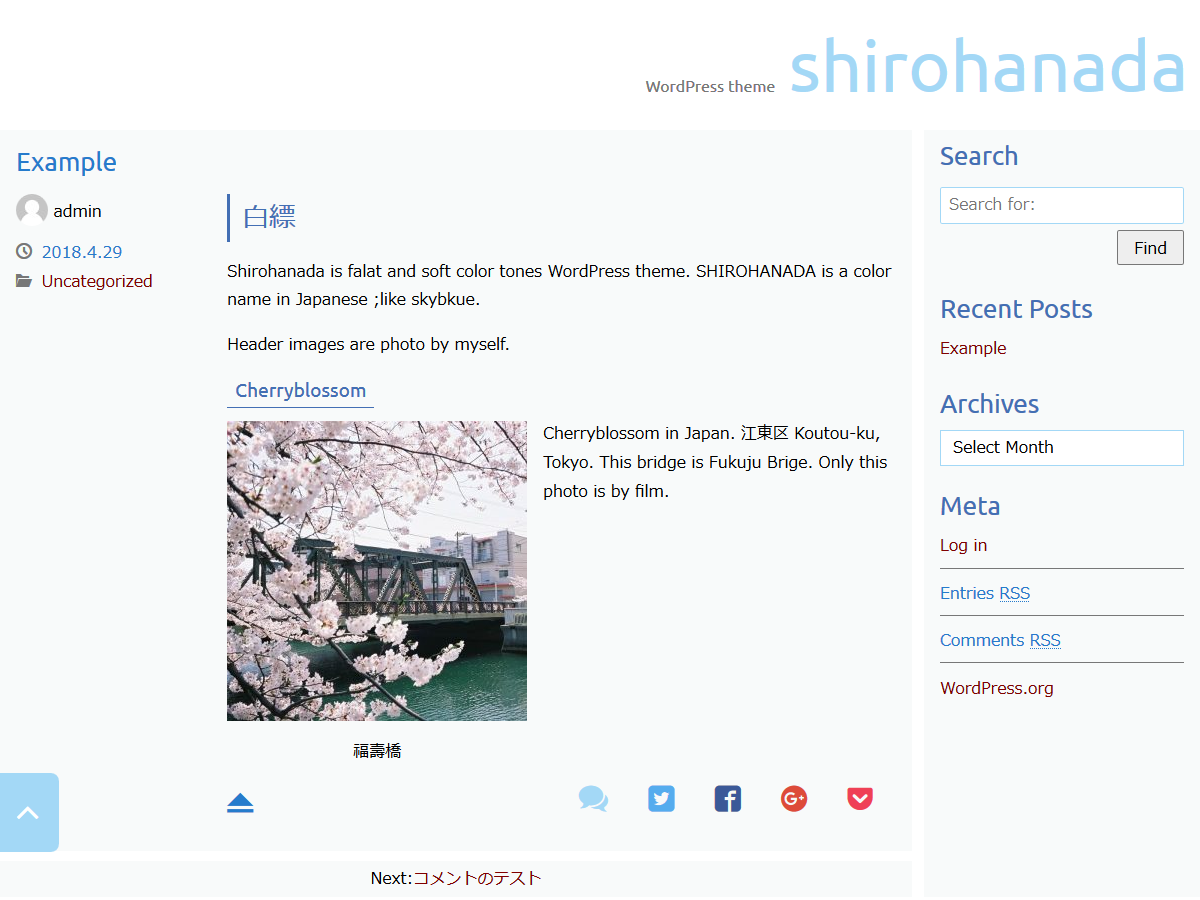 WordPress theme shirohanada
Example
admin
2018.4.29
Uncategorized
白縹
Shirohanada is falat and soft color tones WordPress theme. SHIROHANADA is a color
name in Japanese ;like skybkue.
Header images are photo by myself.
Cherryblossom
Cherryblossom in Japan. 江東区 Koutou-ku,
Tokyo. This bridge is Fukuju Brige. Only this
photo is by film.
福壽橋
Next:コメントのテスト
Search
Search for:
Find
Recent Posts
Example
Archives
Select Month
Meta
Log in
Entries RSS
Comments RSS
WordPress.org